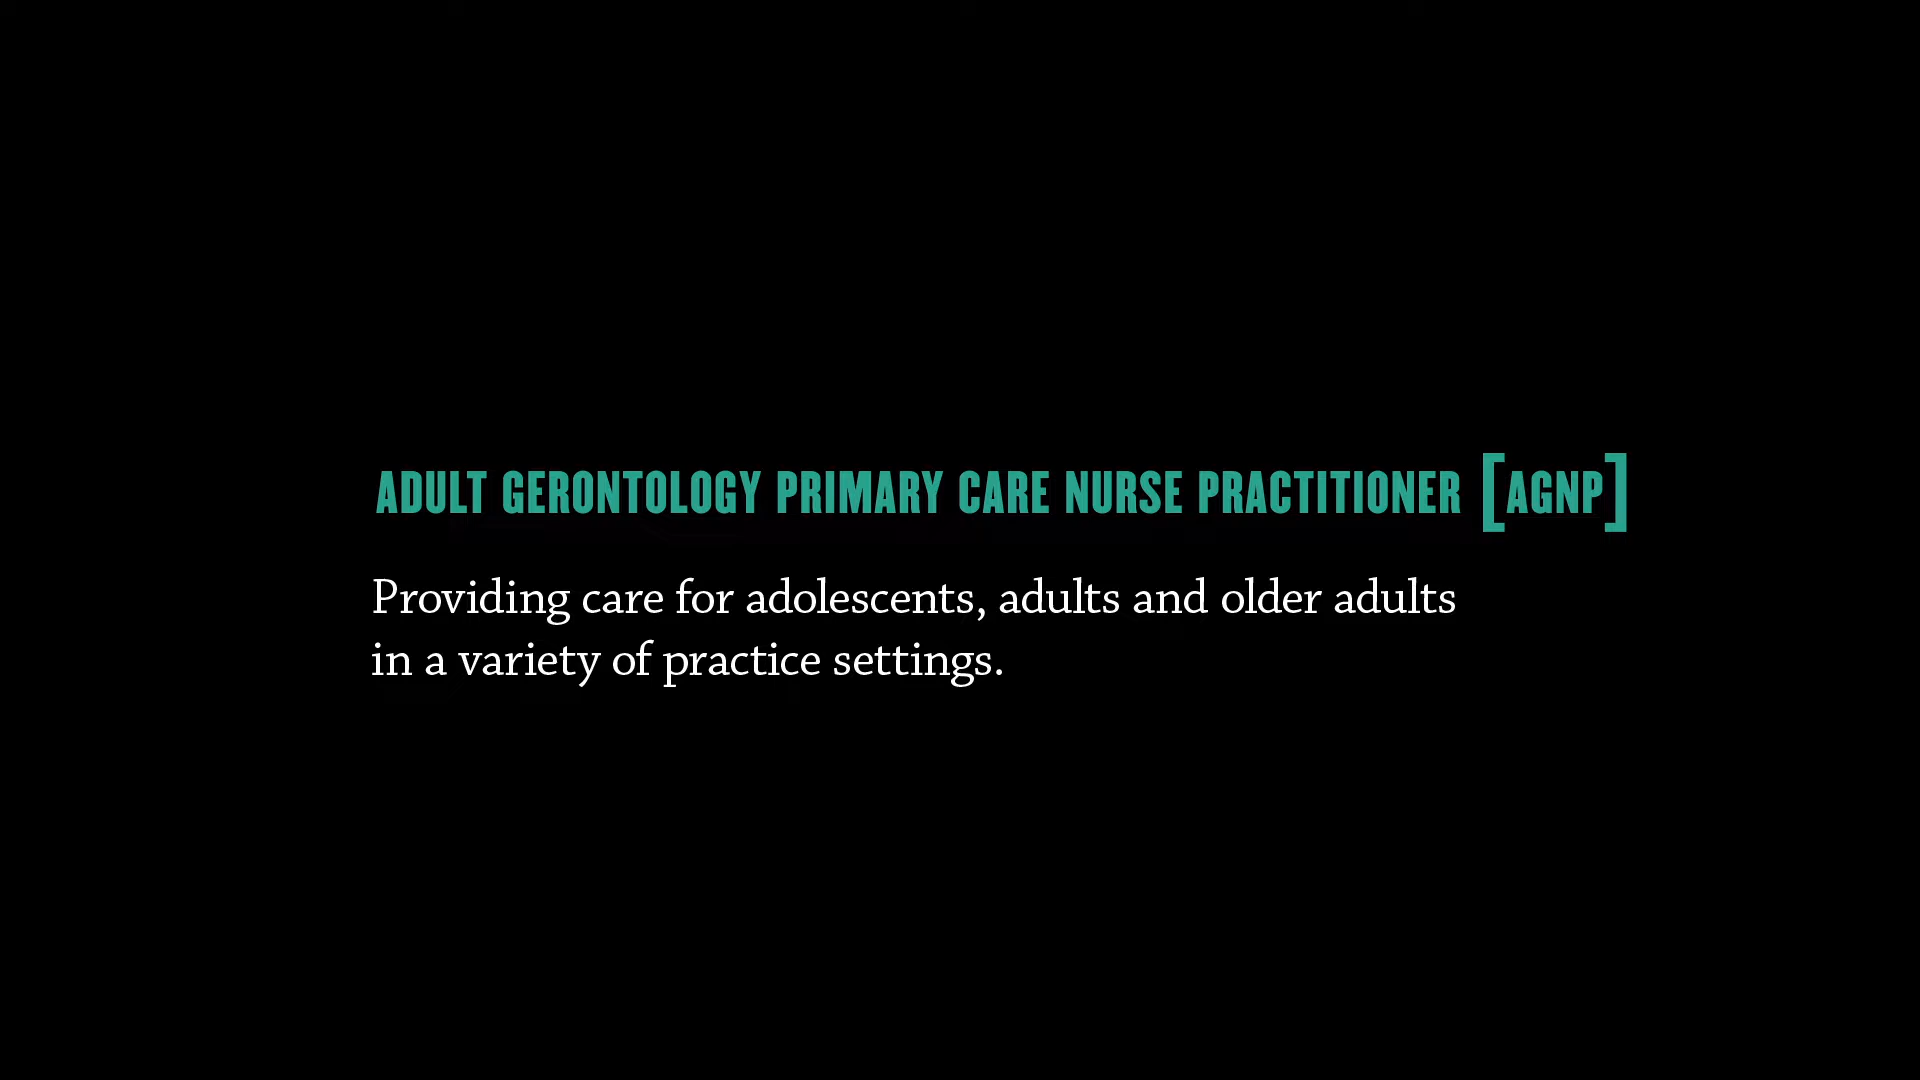 ADULT GERONTOLOGY PRIMARY CARE NURSE PRACTITIONER [AGNP]
Providing care for adolescents, adults and older adults
in a variety of practice settings.